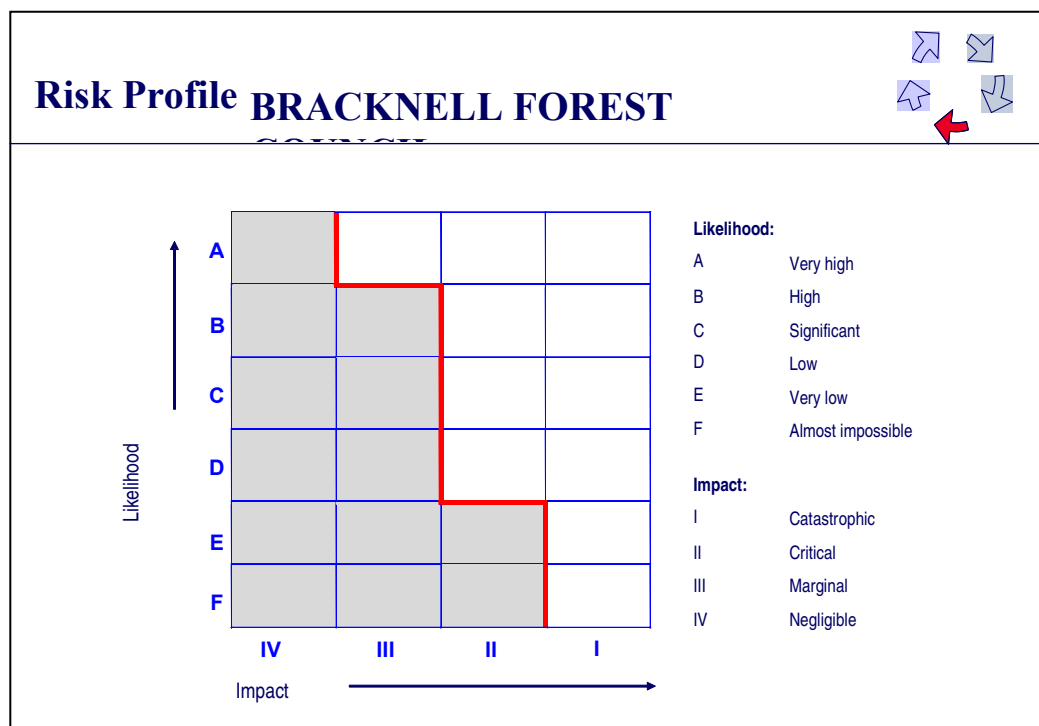 Risk Profile BRACKNELL FOREST
A
B
C
D
E
F
Likelihood
IV III II I
Impact
Likelihood:
A Very high
B High
C Significant
D Low
E Very low
F Almost impossible
Impact:
I Catastrophic
II Critical
III Marginal
IV Negligible